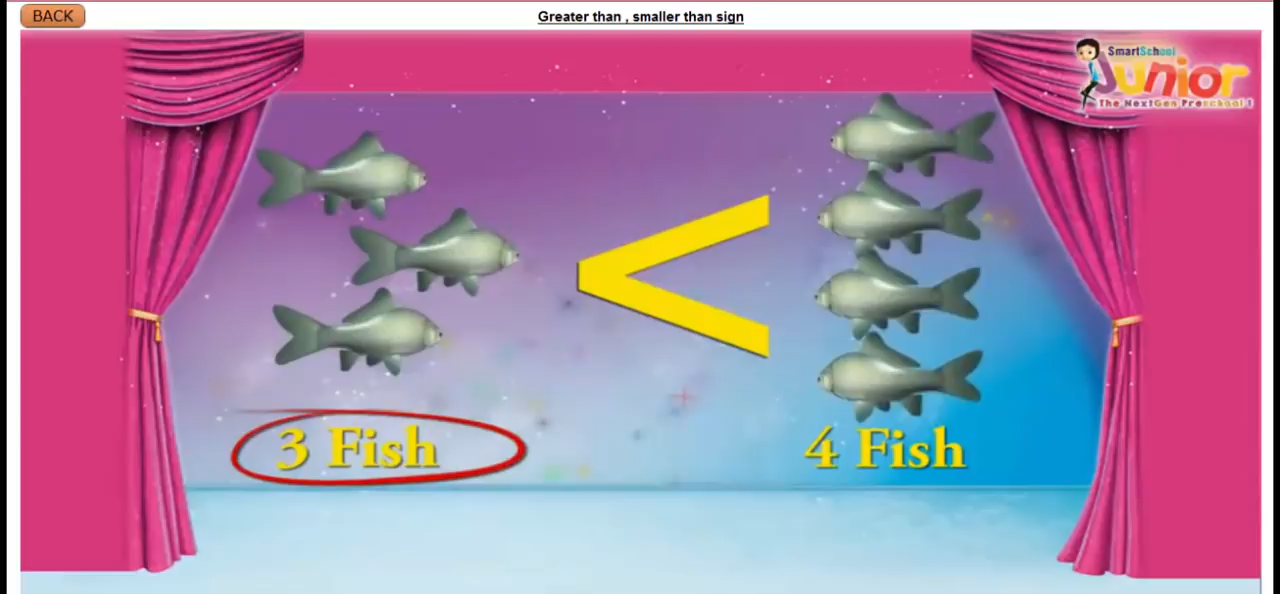 BACK
Greater than , smaller than sign
SmartSchool
Junior
The NextGen Preschool !
<
3 Fish
4 Fish